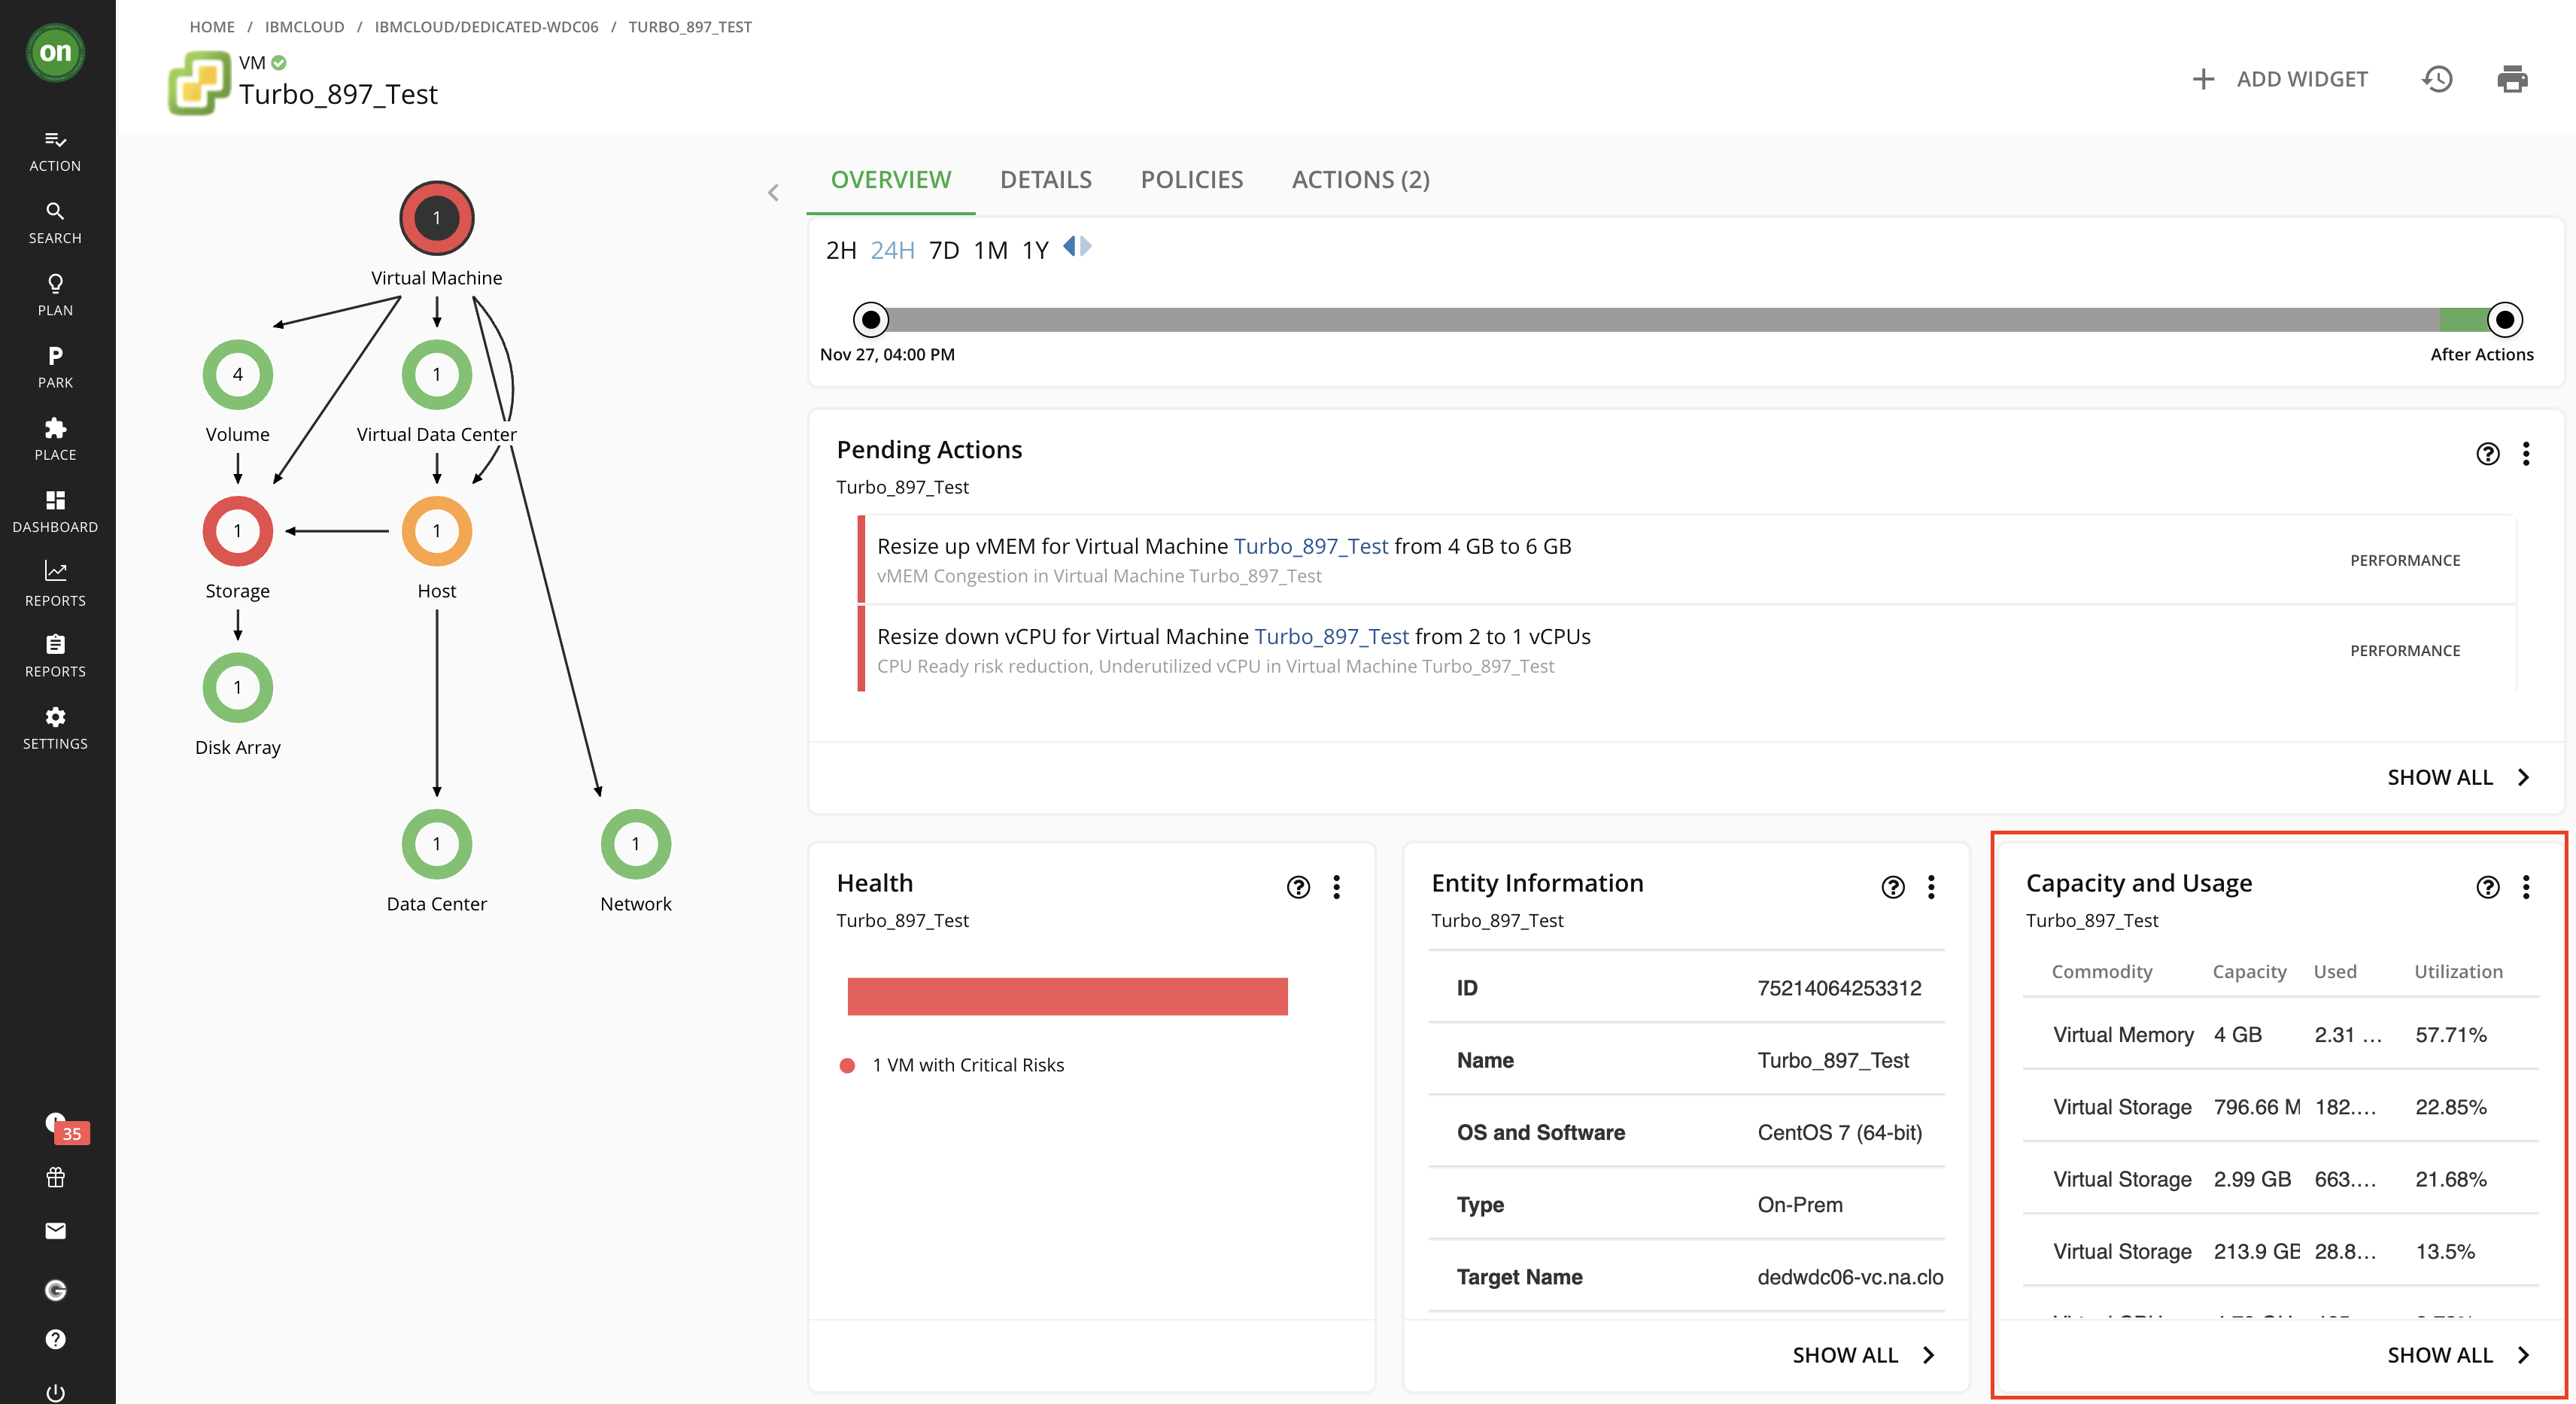 on
ACTION
SEARCH
PLAN
P
PARK
PLACE
DASHBOARD
REPORTS
REPORTS
SETTINGS
35
HOME / IBMCLOUD / IBMCLOUD/DEDICATED-WDC06 / TURBO_897_TEST
VM
Turbo_897_Test
ADD WIDGET
1
Virtual Machine
4
Volume
1
Virtual Data Center
1
Storage
1
Host
1
Disk Array
1
Data Center
1
Network
OVERVIEW DETAILS POLICIES ACTIONS (2)
2H 24H 7D 1M 1Y
Nov 27, 04:00 PM After Actions
Pending Actions
Turbo_897_Test
Resize up vMEM for Virtual Machine Turbo_897_Test from 4 GB to 6 GB
vMEM Congestion in Virtual Machine Turbo_897_Test
PERFORMANCE
Resize down vCPU for Virtual Machine Turbo_897_Test from 2 to 1 vCPUs
CPU Ready risk reduction, Underutilized vCPU in Virtual Machine Turbo_897_Test
PERFORMANCE
SHOW ALL
Health
Turbo_897_Test
1 VM with Critical Risks
Entity Information
Turbo_897_Test
ID 75214064253312
Name Turbo_897_Test
OS and Software CentOS 7 (64-bit)
Type On-Prem
Target Name dedwdc06-vc.na.clo
SHOW ALL
Capacity and Usage
Turbo_897_Test
Commodity Capacity Used Utilization
Virtual Memory 4 GB 2.31 ... 57.71%
Virtual Storage 796.66 M 182.... 22.85%
Virtual Storage 2.99 GB 663.... 21.68%
Virtual Storage 213.9 GB 28.8... 13.5%
SHOW ALL